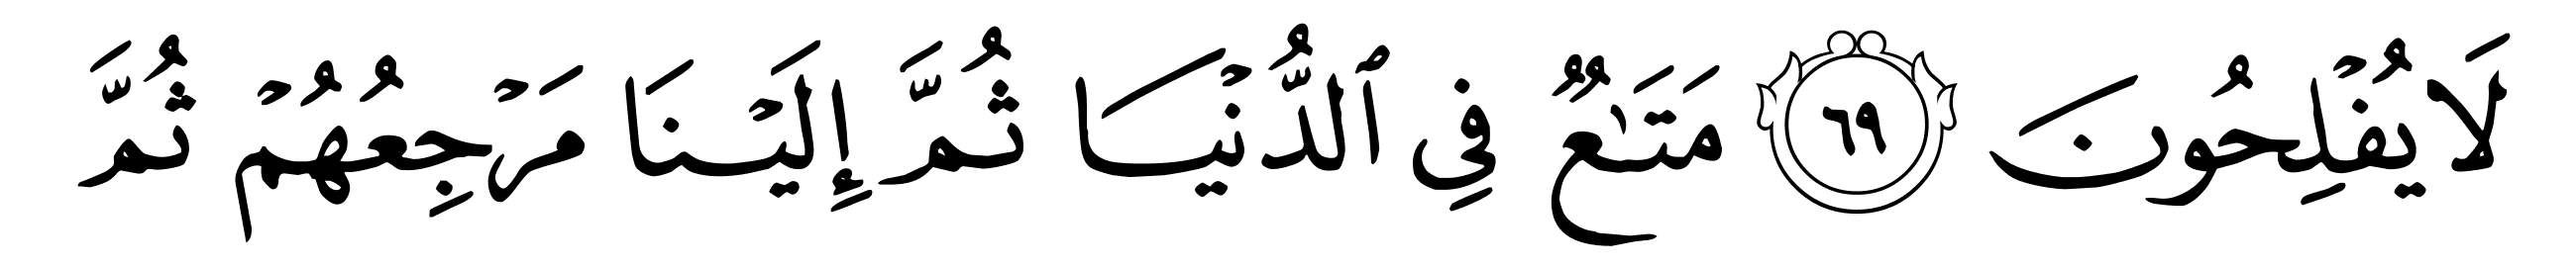 لَا يُفْلِحُونَ ٦٩ مَتَـٰعٌ فِي ٱلدُّنْيَا ثُمَّ إِلَيْنَا مَرْجِعُهُمْ ثُمَّ